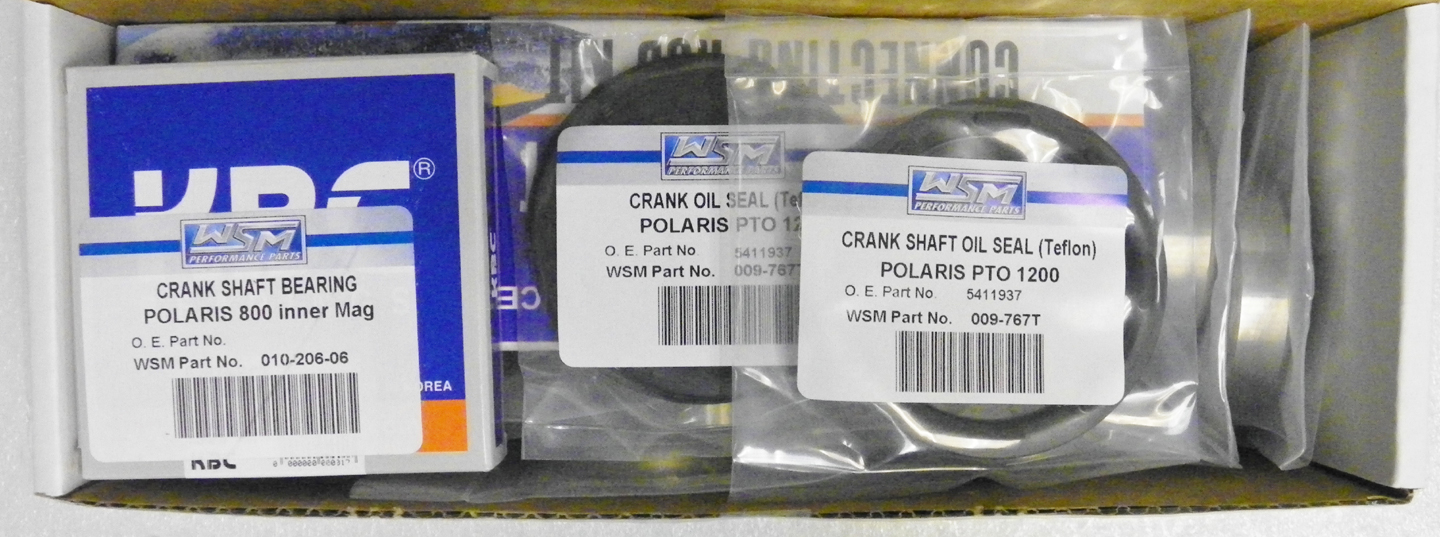 CONNECTING ROD
KBC®
WSM
PERFORMANCE PARTS
CRANK SHAFT BEARING
POLARIS 800 inner Mag
O. E. Part No.
WSM Part No. 010-206-06
OREA
KBC
KBC
WSM
PERFORMANCE PARTS
CRANK OIL SEAL (Tef
POLARIS PTO 12
O. E. Part No 5411937
WSM Part No. 009-767T
WSM
PERFORMANCE PARTS
CRANK SHAFT OIL SEAL (Teflon)
POLARIS PTO 1200
O. E. Part No. 5411937
WSM Part No. 009-767T